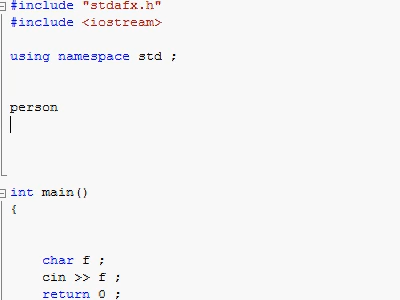 #include "stdafx.h"
#include <iostream>
using namespace std ;
person
int main()
{
char f ;
cin >> f ;
return 0 ;